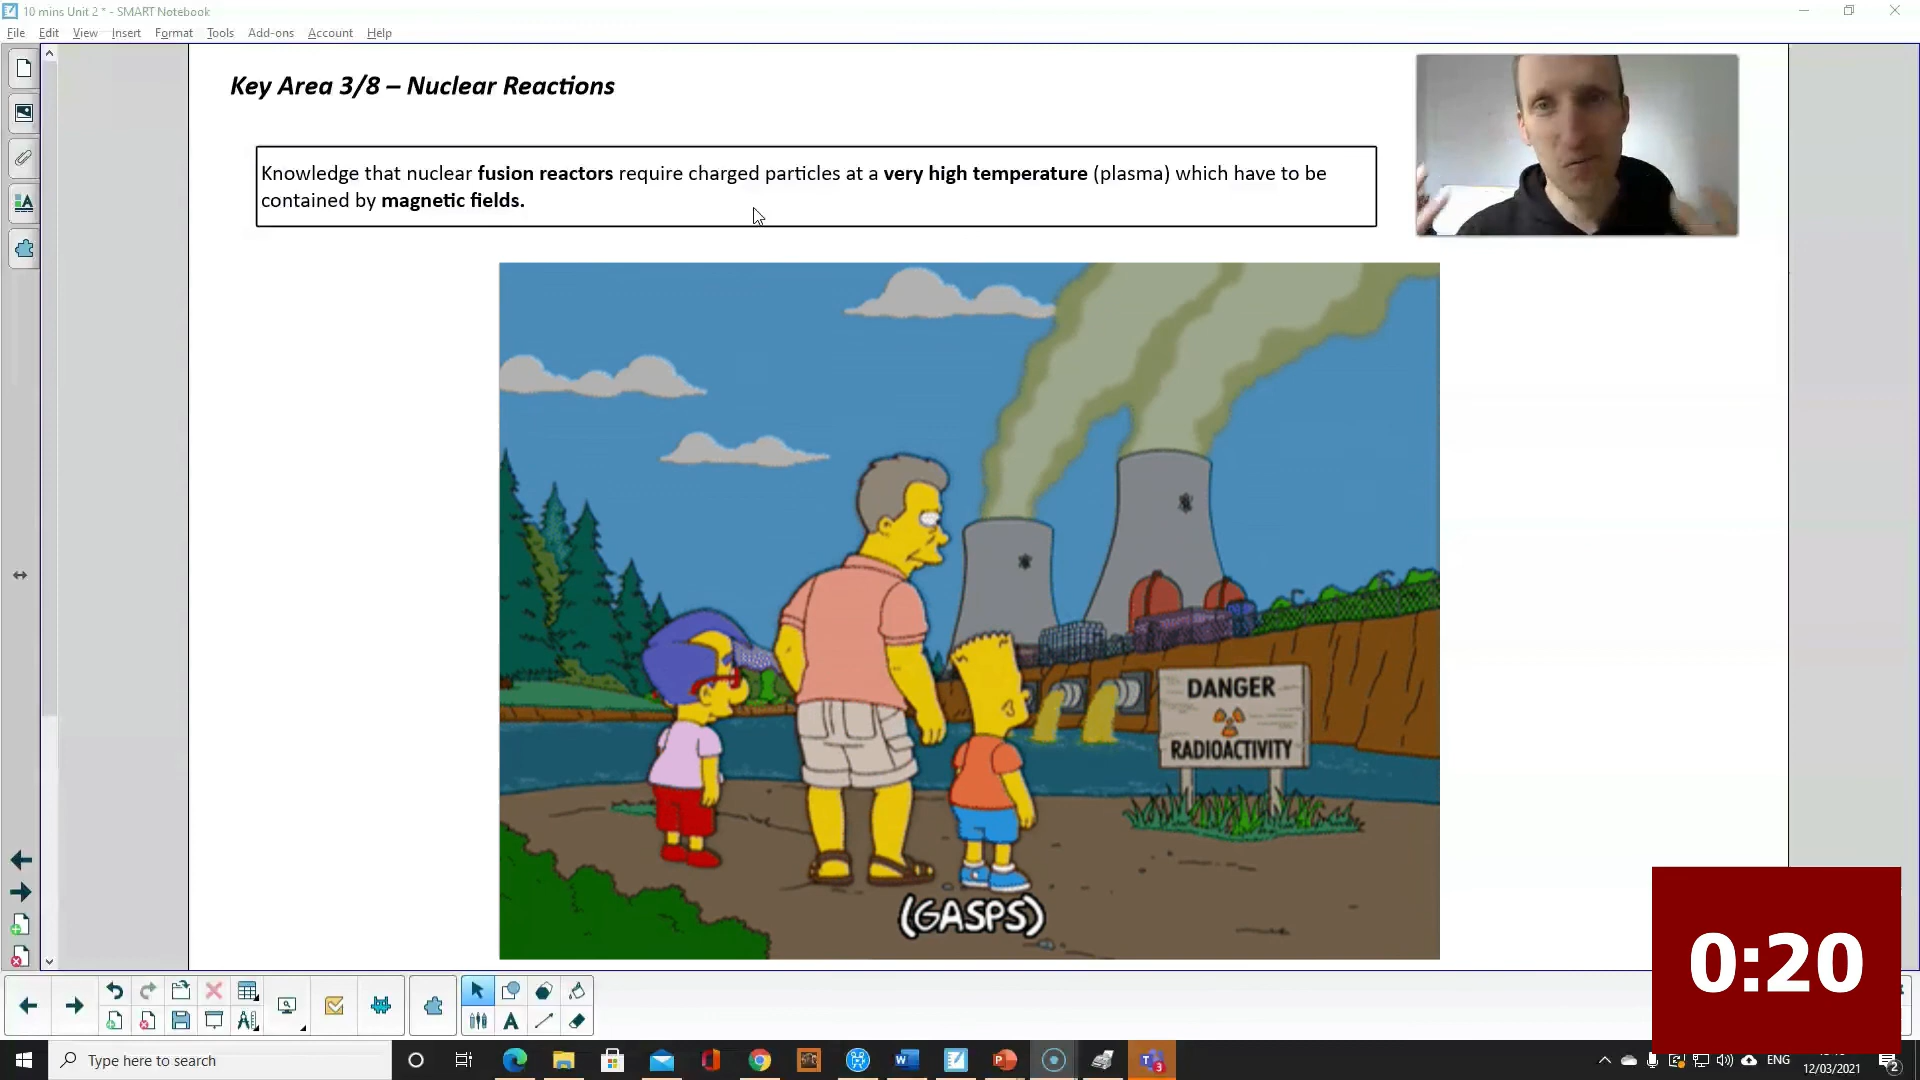 10 mins Unit 2 * - SMART Notebook
File Edit View Insert Format Tools Add-ons Account Help
Key Area 3/8 – Nuclear Reactions
Knowledge that nuclear fusion reactors require charged particles at a very high temperature (plasma) which have to be
contained by magnetic fields.
DANGER
RADIOACTIVITY
(GASPS)
0:20
Type here to search
ENG
12/03/2021
2
3